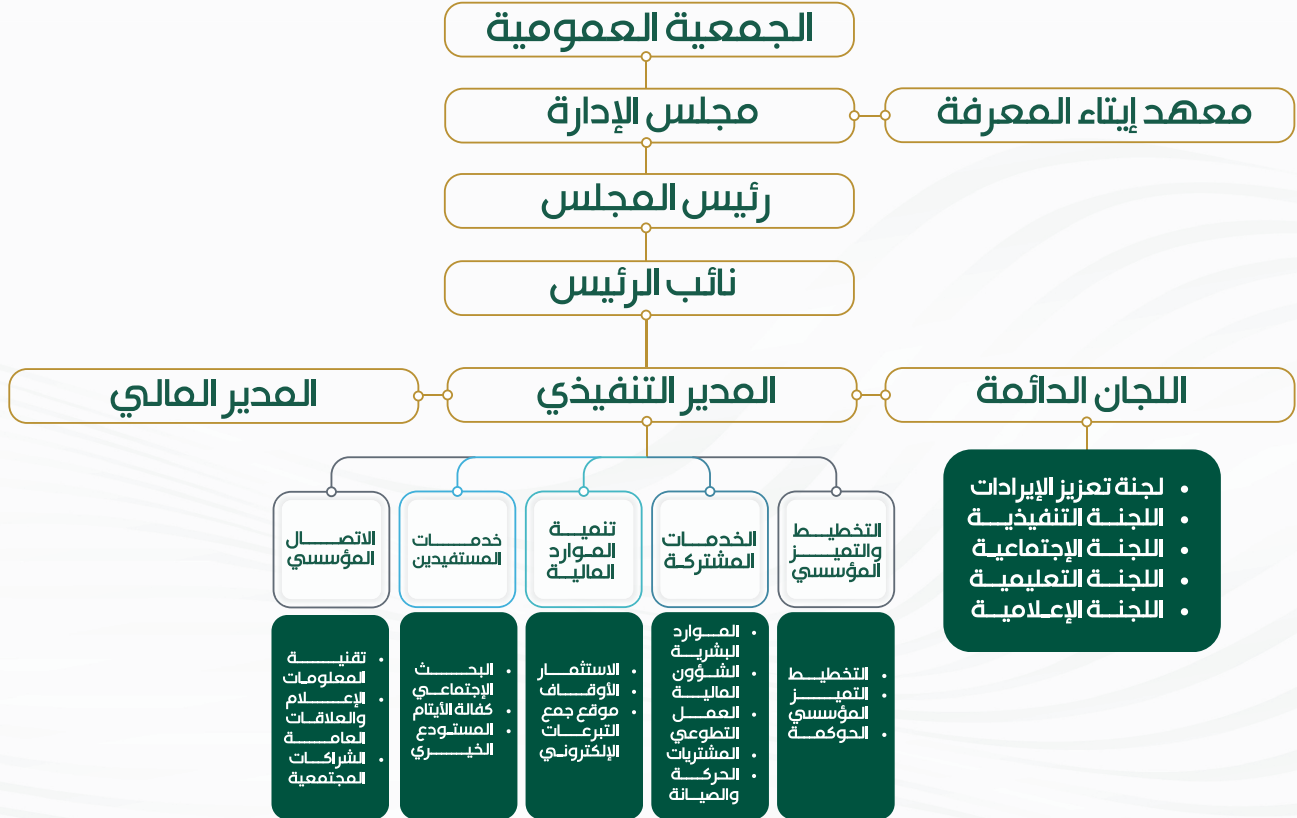 الجمعية العمومية
معهد إيتاء المعرفة
مجلس الإدارة
رئيس المجلس
نائب الرئيس
اللجان الدائمة
المدير التنفيذي
المدير المالي
• لجنة تعزيز الإيرادات
• اللجنة التنفيذية
• اللجنة الإجتماعية
• اللجنة التعليمية
• اللجنة الإعلامية
التخطيط
والتميز
المؤسسي
• التخطيط
• التميز
المؤسسي
• الحوكمة
الخدمات
المشتركة
• الموارد
البشرية
• الشؤون
المالية
• العمل
التطوعي
• المشتريات
• الحركة
والصيانة
تنمية
الموارد
المالية
• الاستثمار
• الأوقاف
• موقع جمع
التبرعات
الإلكتروني
خدمات
المستفيدين
• البحث
الإجتماعي
• كفالة الأيتام
• المستودع
الخيري
الاتصال
المؤسسي
• تقنية
المعلومات
• الإعلام
والعلاقات
العامة
• الشراكات
المجتمعية